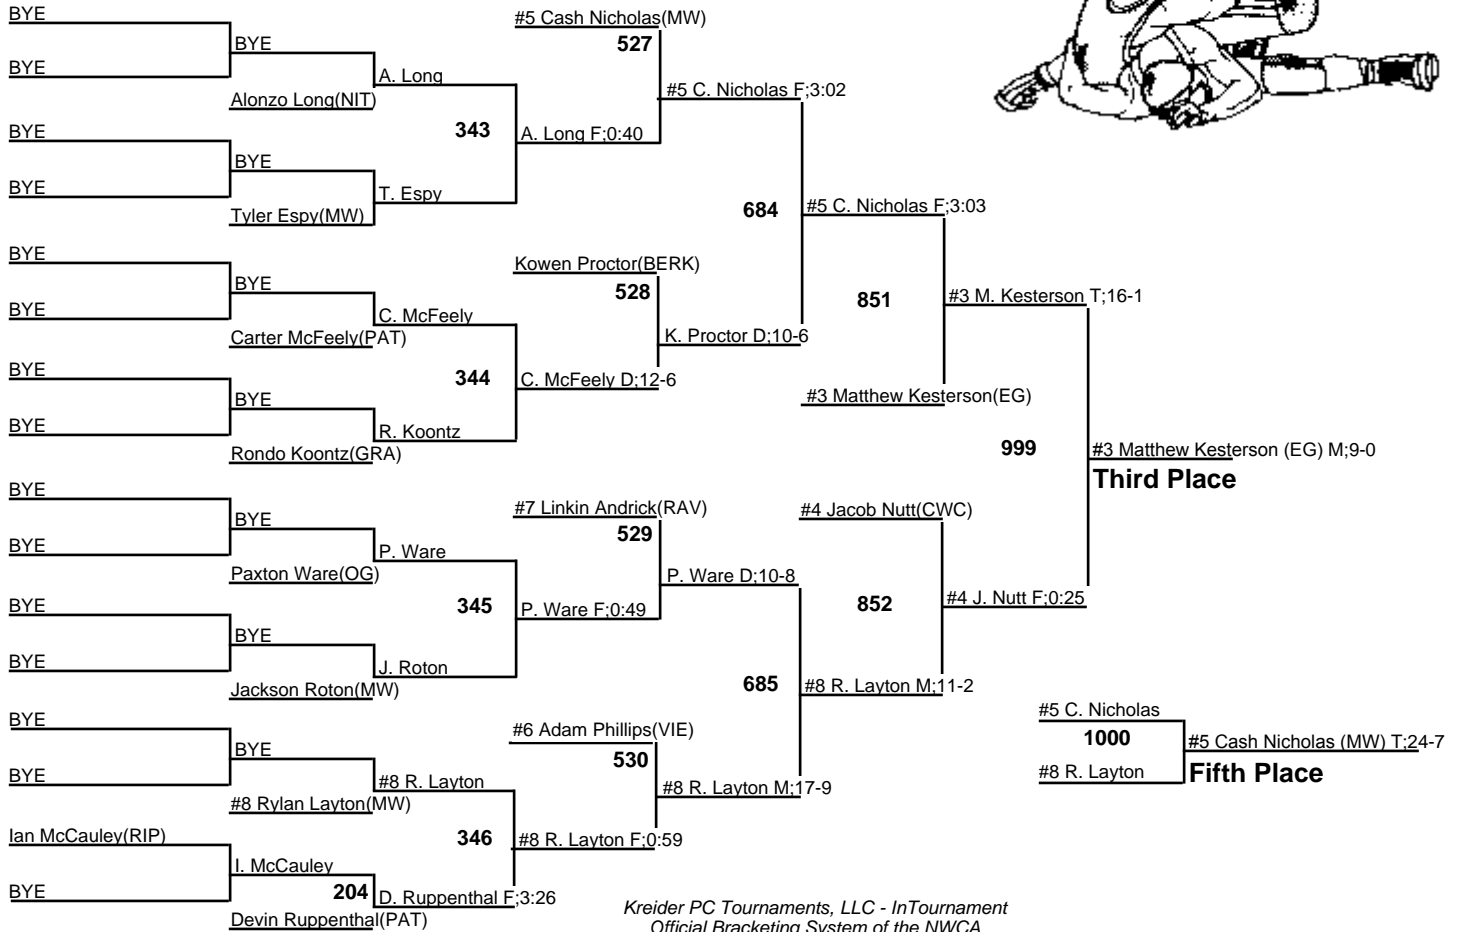 BYE
#5 Cash Nicholas(MW)
527
BYE
BYE
A. Long
#5 C. Nicholas F;3:02
Alonzo Long(NIT)
343
A. Long F;0:40
BYE
BYE
BYE
T. Espy
Tyler Espy(MW)
684
#5 C. Nicholas F;3:03
BYE
Kowen Proctor(BERK)
BYE
528
851
#3 M. Kesterson T;16-1
BYE
C. McFeely
Carter McFeely(PAT)
K. Proctor D;10-6
BYE
344
C. McFeely D;12-6
#3 Matthew Kesterson(EG)
BYE
BYE
R. Koontz
Rondo Koontz(GRA)
999
#3 Matthew Kesterson (EG) M;9-0
Third Place
BYE
#7 Linkin Andrick(RAV)
#4 Jacob Nutt(CWC)
BYE
529
BYE
P. Ware
Paxton Ware(OG)
P. Ware D;10-8
BYE
345
P. Ware F;0:49
852
#4 J. Nutt F;0:25
BYE
BYE
J. Roton
Jackson Roton(MW)
685
#8 R. Layton M;11-2
BYE
#6 Adam Phillips(VIE)
#5 C. Nicholas
BYE
530
1000
#5 Cash Nicholas (MW) T;24-7
BYE
#8 R. Layton
#8 R. Layton M;17-9
#8 R. Layton
Fifth Place
#8 Rylan Layton(MW)
Ian McCauley(RIP)
346
#8 R. Layton F;0:59
I. McCauley
BYE
204
D. Ruppenthal F;3:26
Devin Ruppenthal(PAT)
Kreider PC Tournaments, LLC - InTournament
Official Bracketing System of the NWCA